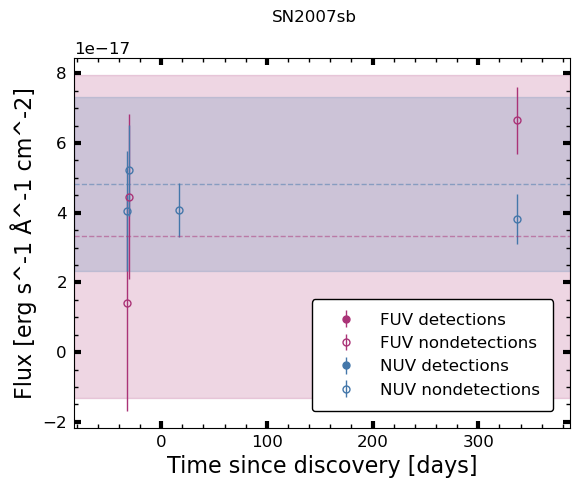 SN2007sb
1e−17
8
6
4
2
0
−2
Flux [erg s^-1 Å^-1 cm^-2]
FUV detections
FUV nondetections
NUV detections
NUV nondetections
0 100 200 300
Time since discovery [days]